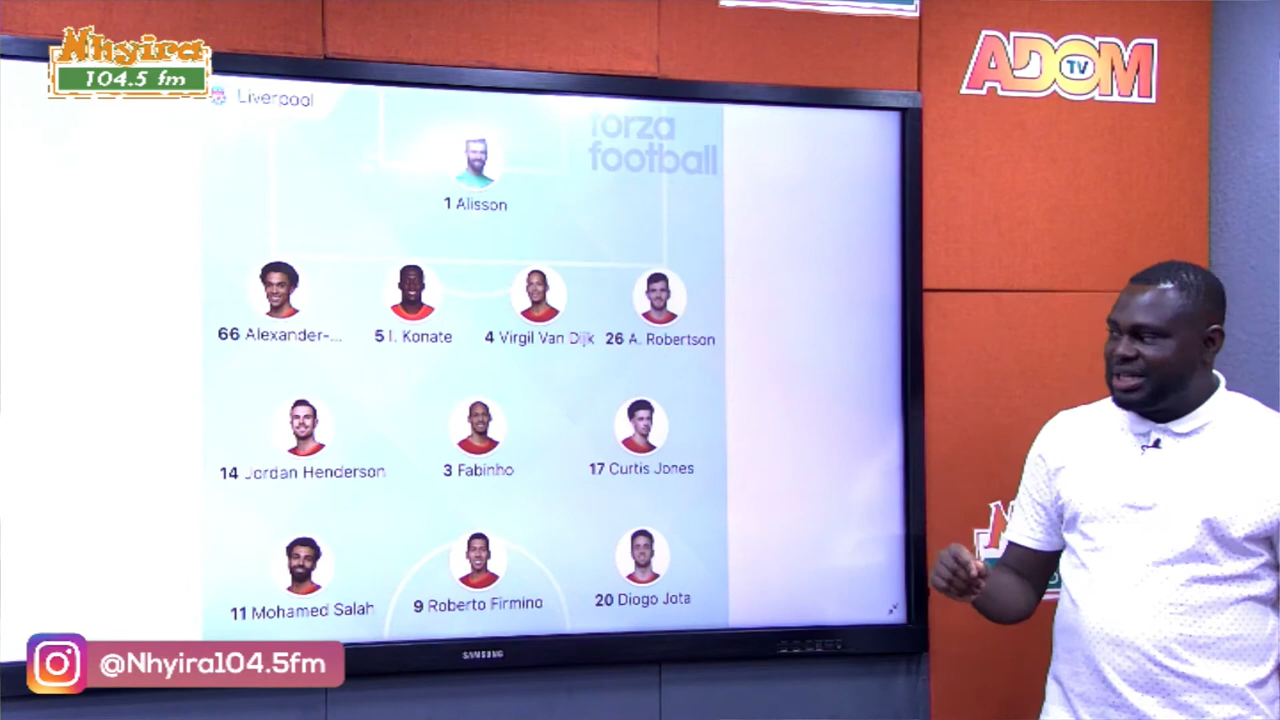 Nhyira
104.5 fm
ADOM
TV
Liverpool
forza
football
1 Alisson
66 Alexander-...
5 I. Konate
4 Virgil Van Dijk
26 A. Robertson
14 Jordan Henderson
3 Fabinho
17 Curtis Jones
11 Mohamed Salah
9 Roberto Firmino
20 Diogo Jota
SAMSUNG
@Nhyira104.5fm